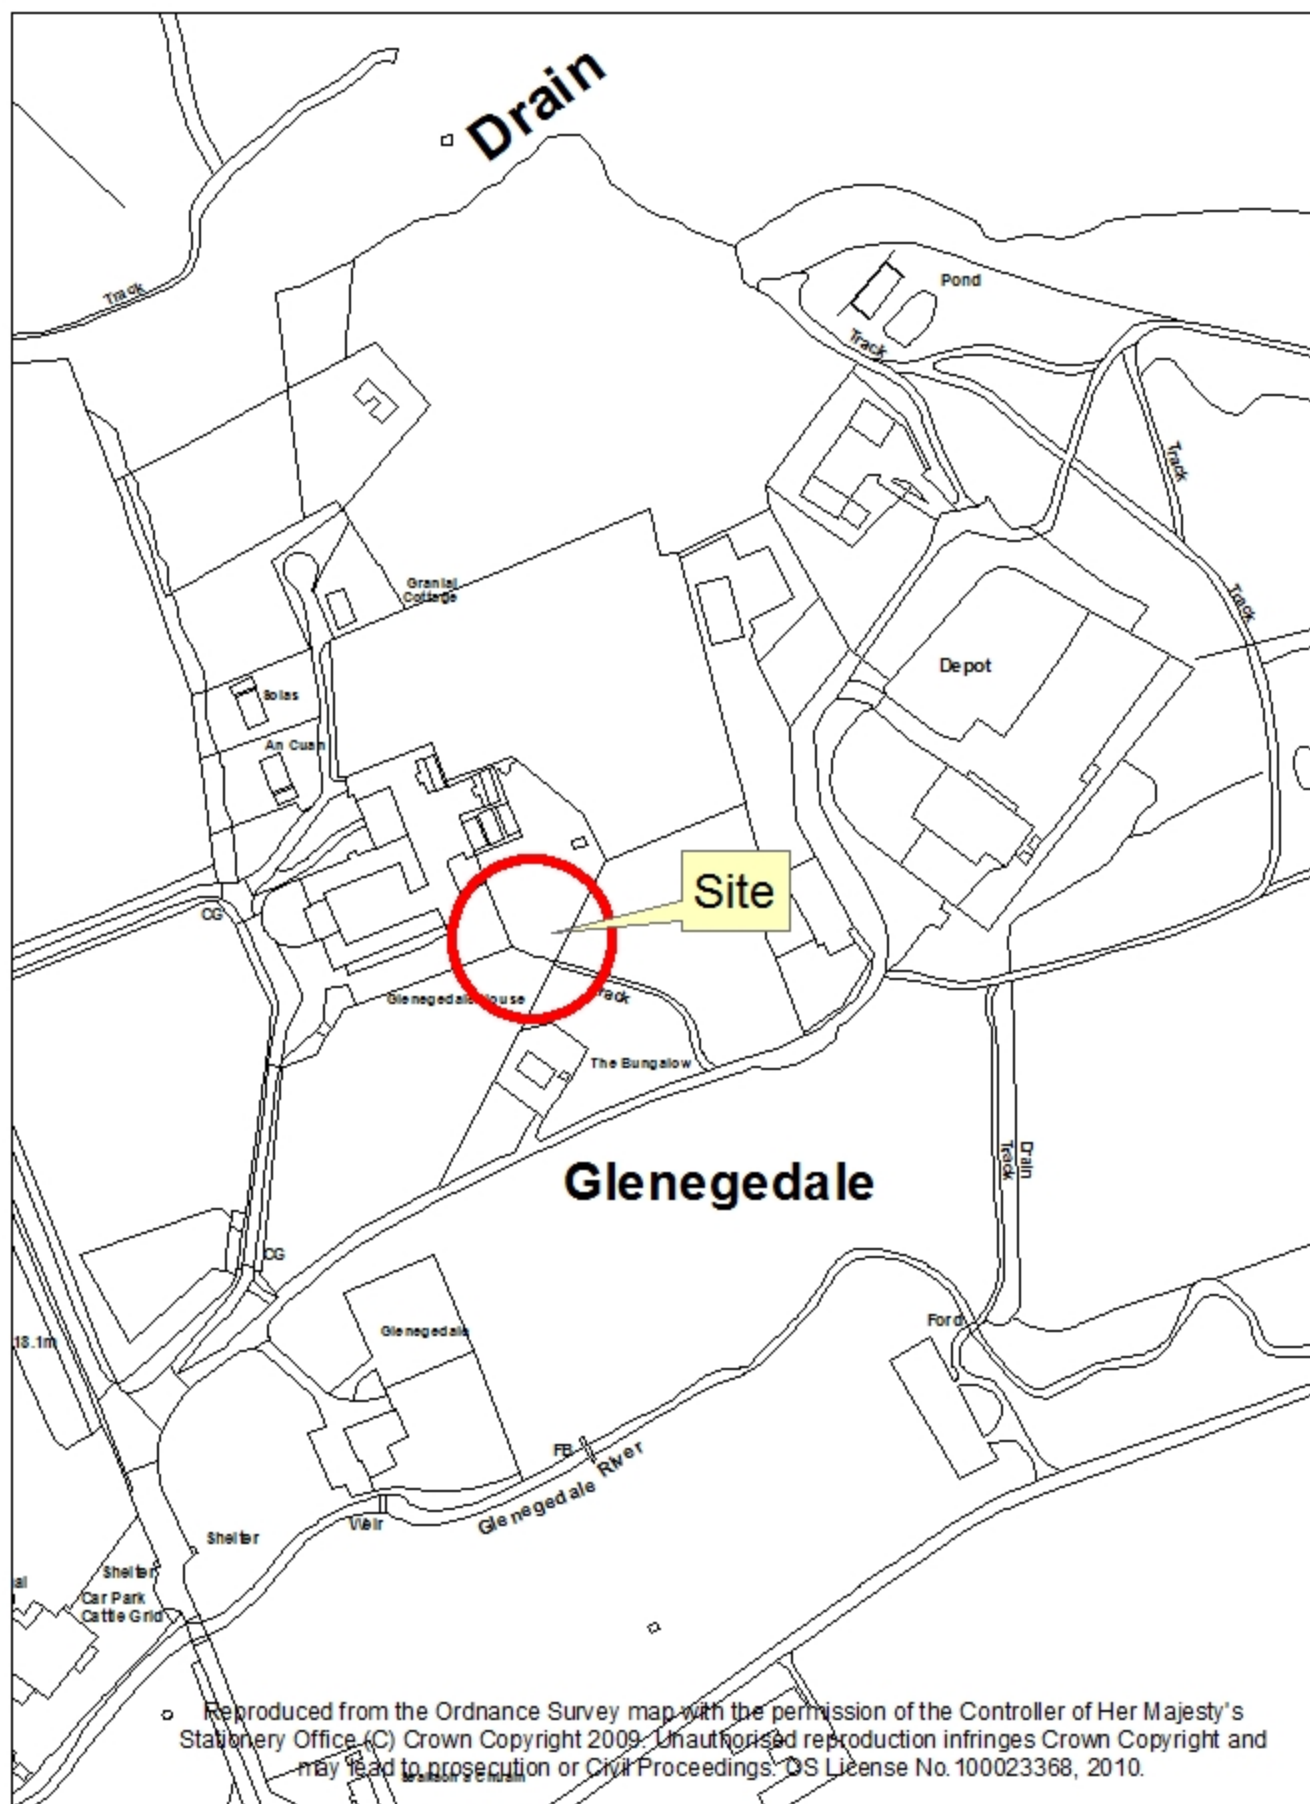 Drain
Track
Pond
Track
Track
Track
Granlal
Cottage
Solas
An Cuan
Depot
Site
CG
Glenegedale House
Track
The Bungalow
Glenegedale
Drain
Track
CG
18.1m
Glenegedale
Ford
FB
Glenegedale River
Weir
Shelter
Shelter
Car Park
Cattle Grid
Reproduced from the Ordnance Survey map with the permission of the Controller of Her Majesty's
Stationery Office (C) Crown Copyright 2009. Unauthorised reproduction infringes Crown Copyright and
may lead to prosecution or Civil Proceedings. OS License No.100023368, 2010.